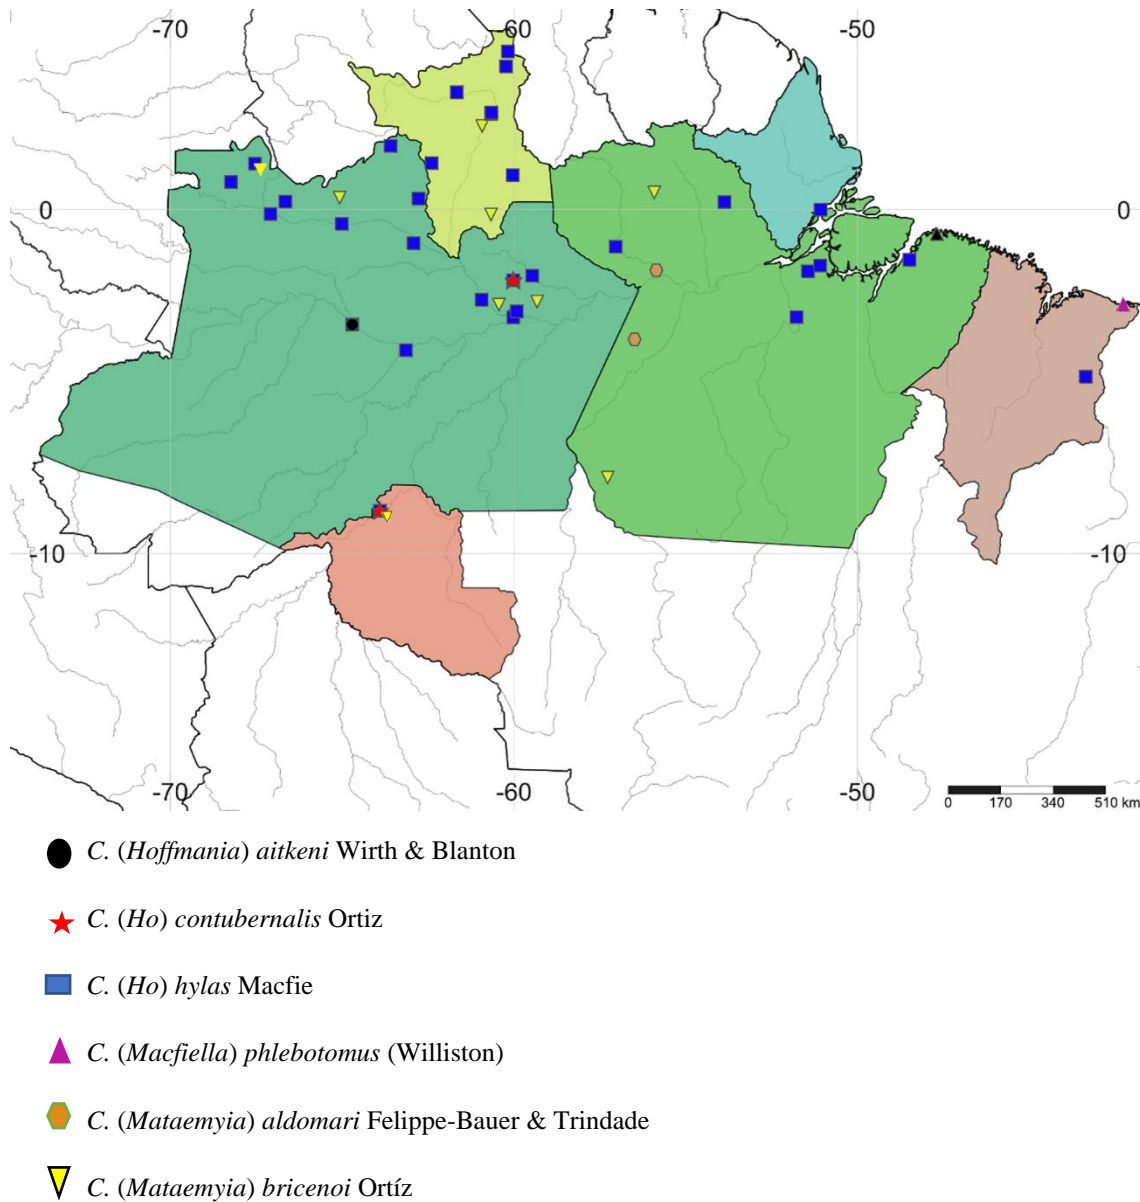 -70 -60 -50
0 0
-10 -10
-70 -60 -50
0 170 340 510 km
C. (Hoffmania) aitkeni Wirth & Blanton
C. (Ho) contubernalis Ortiz
C. (Ho) hylas Macfie
C. (Macfiella) phlebotomus (Williston)
C. (Mataemyia) aldomari Felippe-Bauer & Trindade
C. (Mataemyia) bricenoi Ortíz